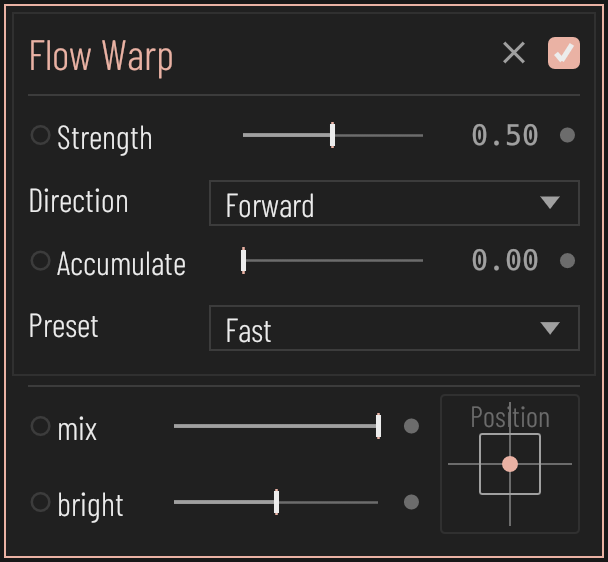 Flow Warp
Strength 0.50
Direction Forward
Accumulate 0.00
Preset Fast
mix
Position
bright